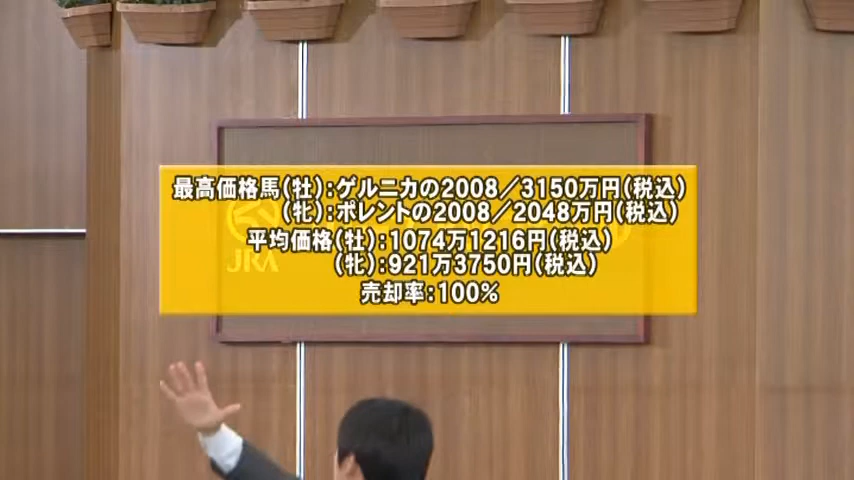 最高価格馬(牡):ゲルニカの2008／3150万円(税込)
(牝):ポレントの2008／2048万円(税込)
平均価格(牡):1074万1216円(税込)
(牝):921万3750円(税込)
売却率:100%
JRA